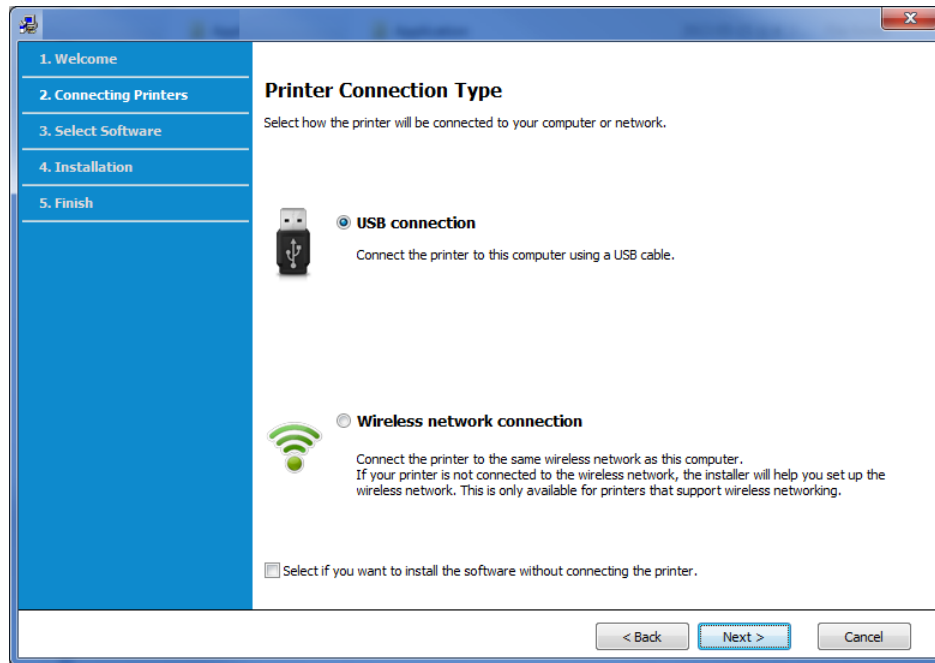 1. Welcome
2. Connecting Printers
3. Select Software
4. Installation
5. Finish
Printer Connection Type
Select how the printer will be connected to your computer or network.
USB connection
Connect the printer to this computer using a USB cable.
Wireless network connection
Connect the printer to the same wireless network as this computer.
If your printer is not connected to the wireless network, the installer will help you set up the
wireless network. This is only available for printers that support wireless networking.
Select if you want to install the software without connecting the printer.
< Back
Next >
Cancel